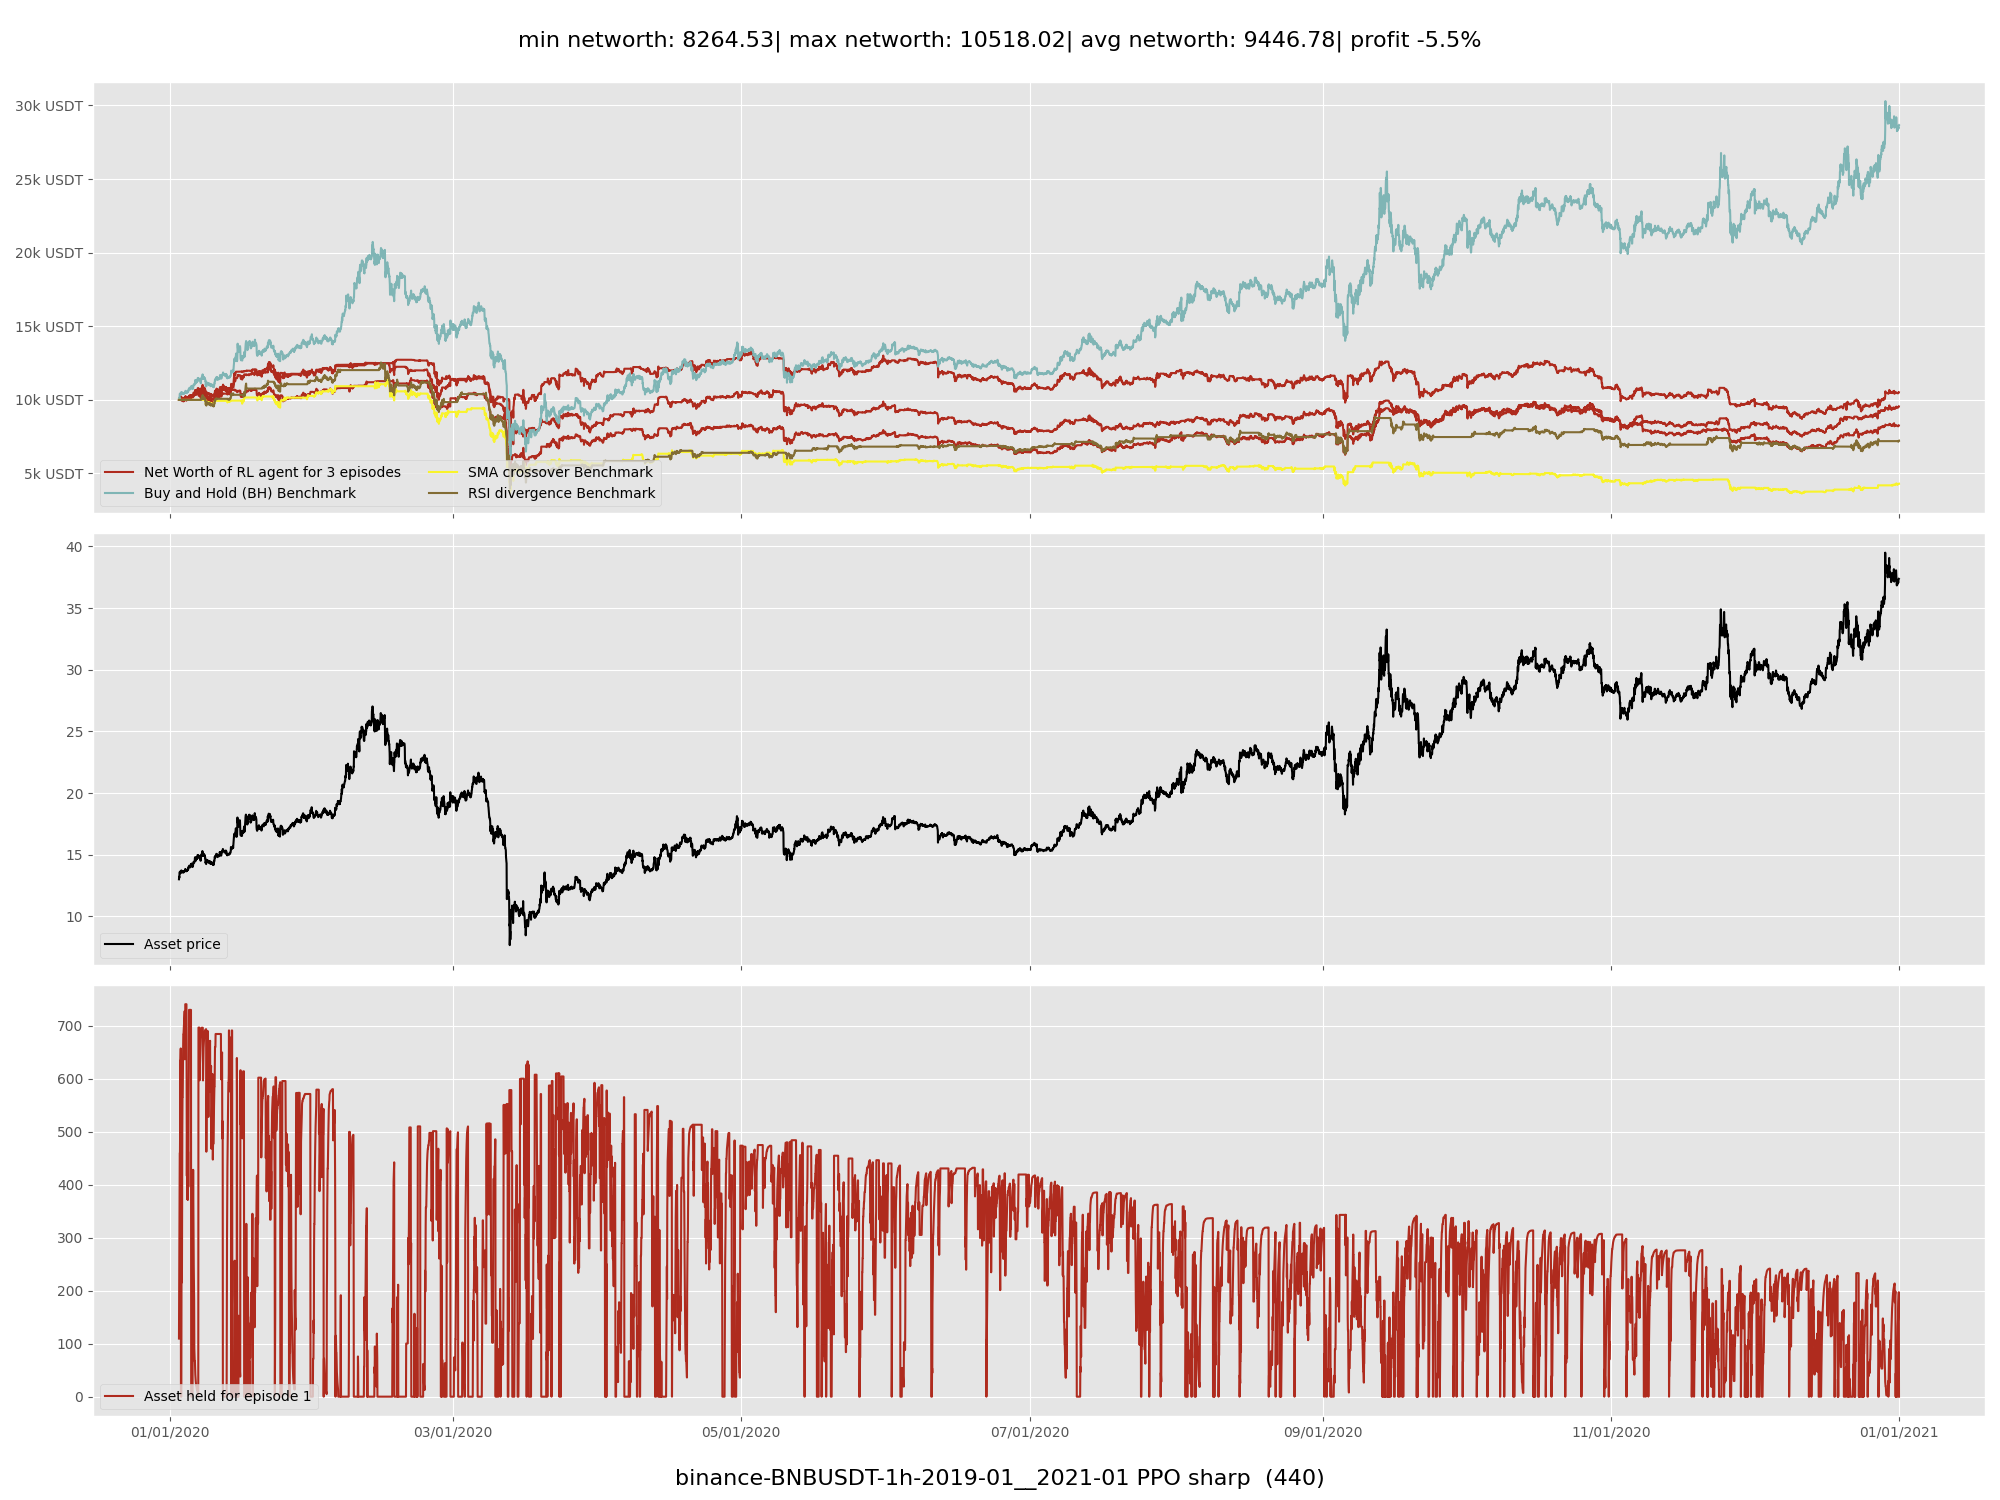 min networth: 8264.53| max networth: 10518.02| avg networth: 9446.78| profit -5.5%
30k USDT
25k USDT
20k USDT
15k USDT
10k USDT
5k USDT
Net Worth of RL agent for 3 episodes
Buy and Hold (BH) Benchmark
SMA crossover Benchmark
RSI divergence Benchmark
40
35
30
25
20
15
10
Asset price
700
600
500
400
300
200
100
0
Asset held for episode 1
01/01/2020 03/01/2020 05/01/2020 07/01/2020 09/01/2020 11/01/2020 01/01/2021
binance-BNBUSDT-1h-2019-01__2021-01 PPO sharp (440)